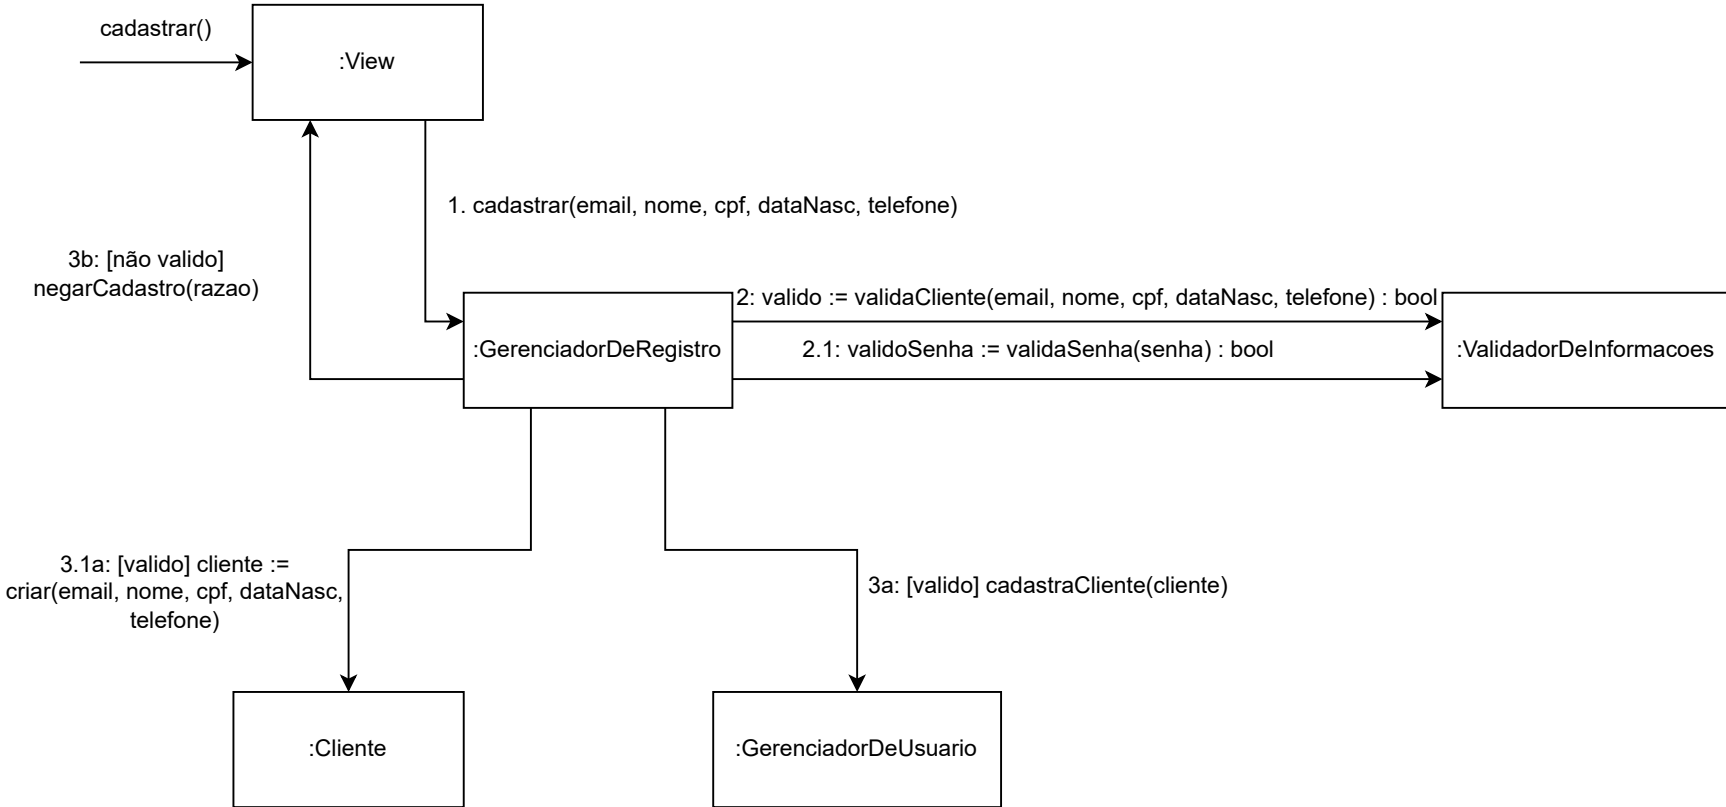 cadastrar()
:View
1. cadastrar(email, nome, cpf, dataNasc, telefone)
3b: [não valido]
negarCadastro(razao)
2: valido := validaCliente(email, nome, cpf, dataNasc, telefone) : bool
:GerenciadorDeRegistro
2.1: validoSenha := validaSenha(senha) : bool
:ValidadorDeInformacoes
3.1a: [valido] cliente :=
criar(email, nome, cpf, dataNasc,
telefone)
3a: [valido] cadastraCliente(cliente)
:Cliente
:GerenciadorDeUsuario